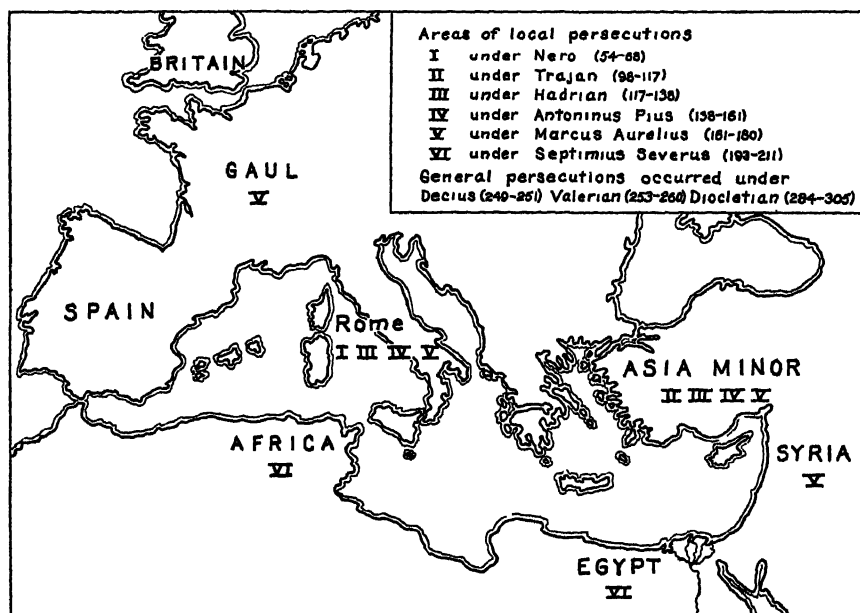 Areas of local persecutions
I under Nero (54-68)
II under Trajan (98-117)
III under Hadrian (117-138)
IV under Antoninus Pius (138-161)
V under Marcus Aurelius (161-180)
VI under Septimius Severus (193-211)
General persecutions occurred under
Decius (249-251) Valerian (253-260) Diocletian (284-305)
BRITAIN
GAUL
V
SPAIN
Rome
I III IV V
ASIA MINOR
II III IV V
AFRICA
VI
SYRIA
V
EGYPT
VI